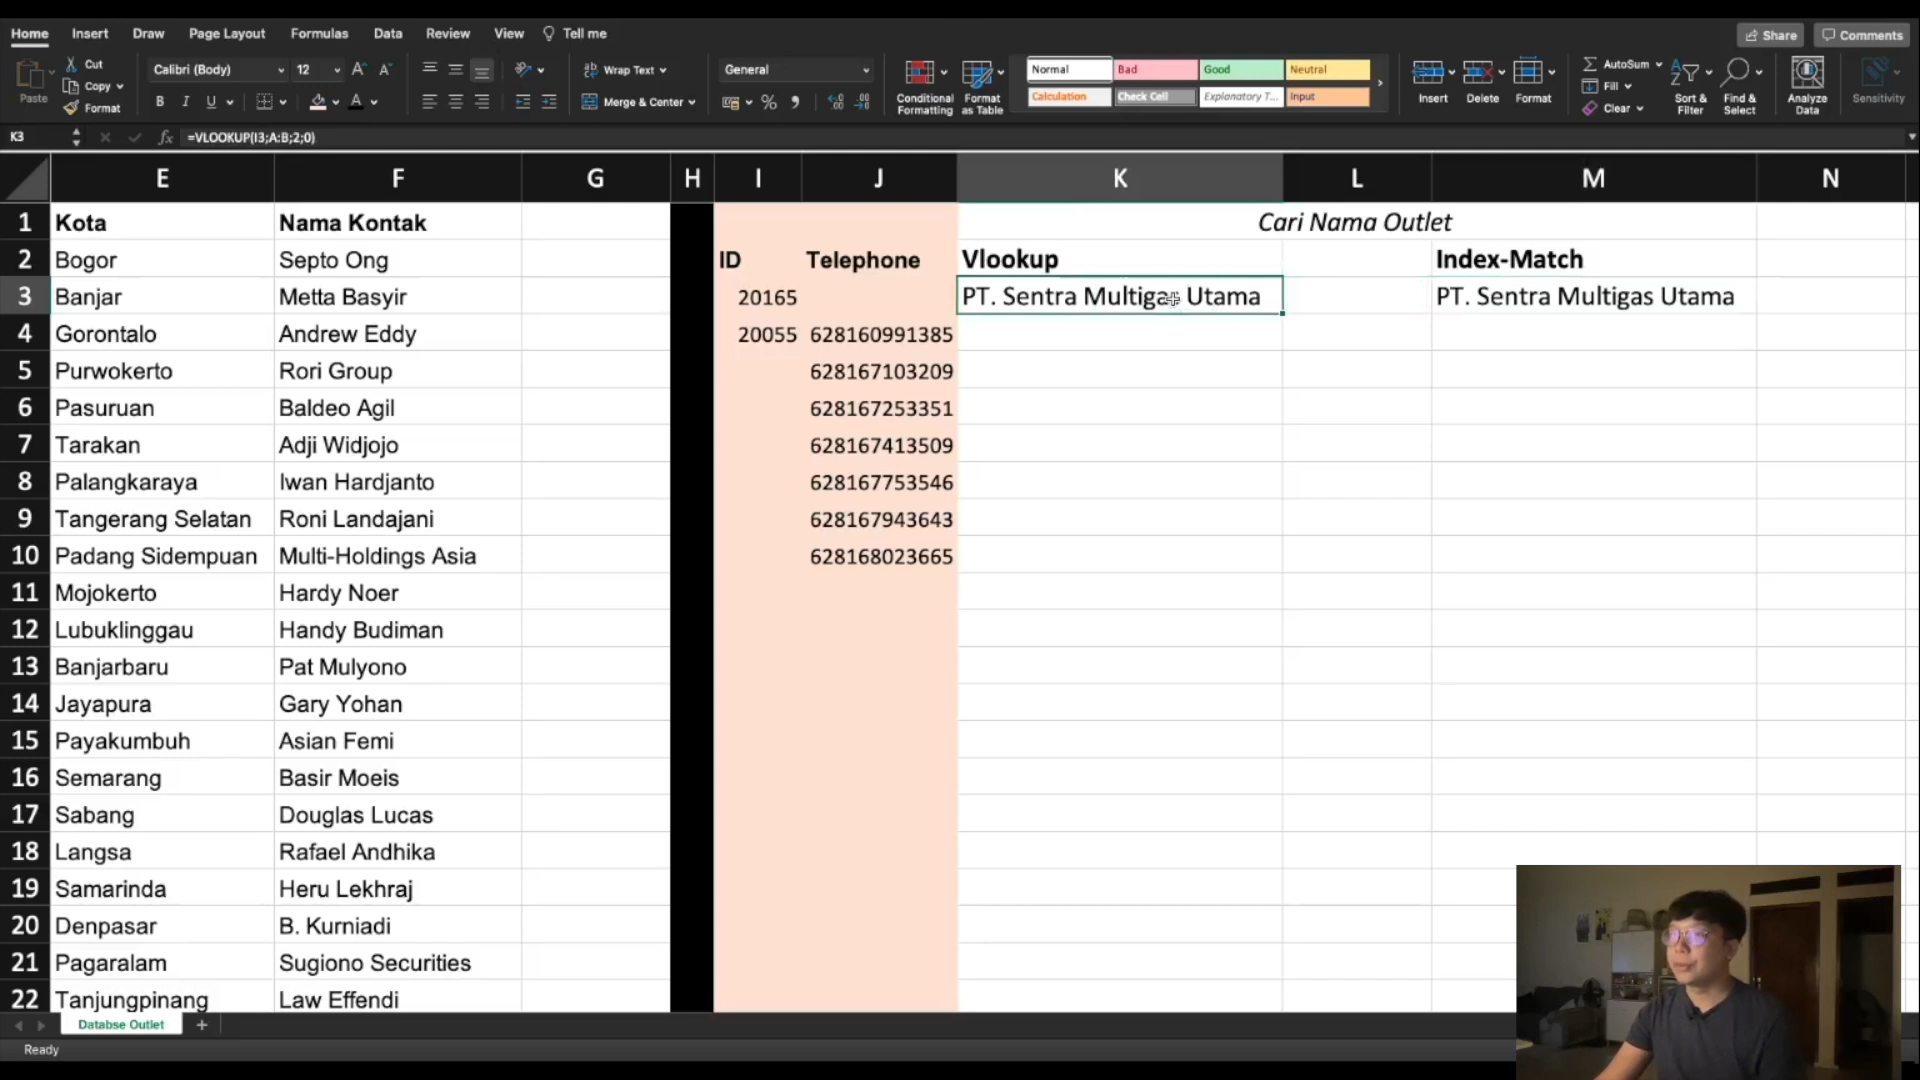 Home Insert Draw Page Layout Formulas Data Review View Tell me Share Comments
Paste Cut Copy Format
Calibri (Body) 12 A A
B I U A
Wrap Text
Merge & Center
General
%
Conditional Formatting
Format as Table
Normal Bad Good Neutral
Calculation Check Cell Explanatory T... Input
Insert Delete Format
AutoSum
Fill
Clear
Sort & Filter
Find & Select
Analyze Data
Sensitivity
K3 fx =VLOOKUP(I3;A:B;2;0)
E F G H I J K L M N
1 Kota Nama Kontak Cari Nama Outlet
2 Bogor Septo Ong ID Telephone Vlookup Index-Match
3 Banjar Metta Basyir 20165 PT. Sentra Multigas Utama PT. Sentra Multigas Utama
4 Gorontalo Andrew Eddy 20055 628160991385
5 Purwokerto Rori Group 628167103209
6 Pasuruan Baldeo Agil 628167253351
7 Tarakan Adji Widjojo 628167413509
8 Palangkaraya Iwan Hardjanto 628167753546
9 Tangerang Selatan Roni Landajani 628167943643
10 Padang Sidempuan Multi-Holdings Asia 628168023665
11 Mojokerto Hardy Noer
12 Lubuklinggau Handy Budiman
13 Banjarbaru Pat Mulyono
14 Jayapura Gary Yohan
15 Payakumbuh Asian Femi
16 Semarang Basir Moeis
17 Sabang Douglas Lucas
18 Langsa Rafael Andhika
19 Samarinda Heru Lekhraj
20 Denpasar B. Kurniadi
21 Pagaralam Sugiono Securities
22 Tanjungpinang Law Effendi
Databse Outlet +
Ready